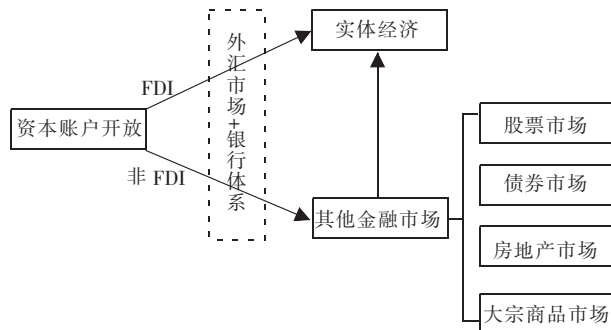 实体经济
外汇市场+银行体系
FDI
资本账户开放
非 FDI
其他金融市场
股票市场
债券市场
房地产市场
大宗商品市场